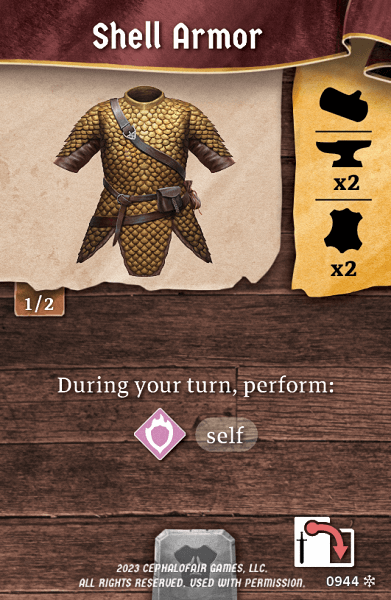 Shell Armor
x2
x2
1/2
During your turn, perform:
self
2023 CEPHALOFAIR GAMES, LLC.
ALL RIGHTS RESERVED. USED WITH PERMISSION.
0944